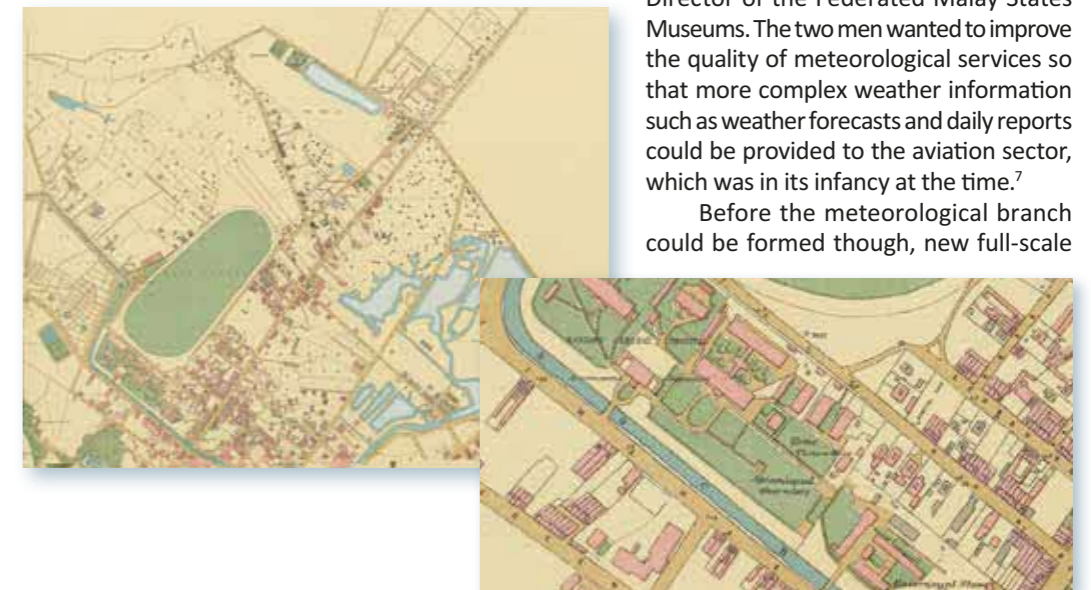 Director of the Federated Malay States
Museums. The two men wanted to improve
the quality of meteorological services so
that more complex weather information
such as weather forecasts and daily reports
could be provided to the aviation sector,
which was in its infancy at the time.7
Before the meteorological branch
could be formed though, new full-scale
Observatory
Government